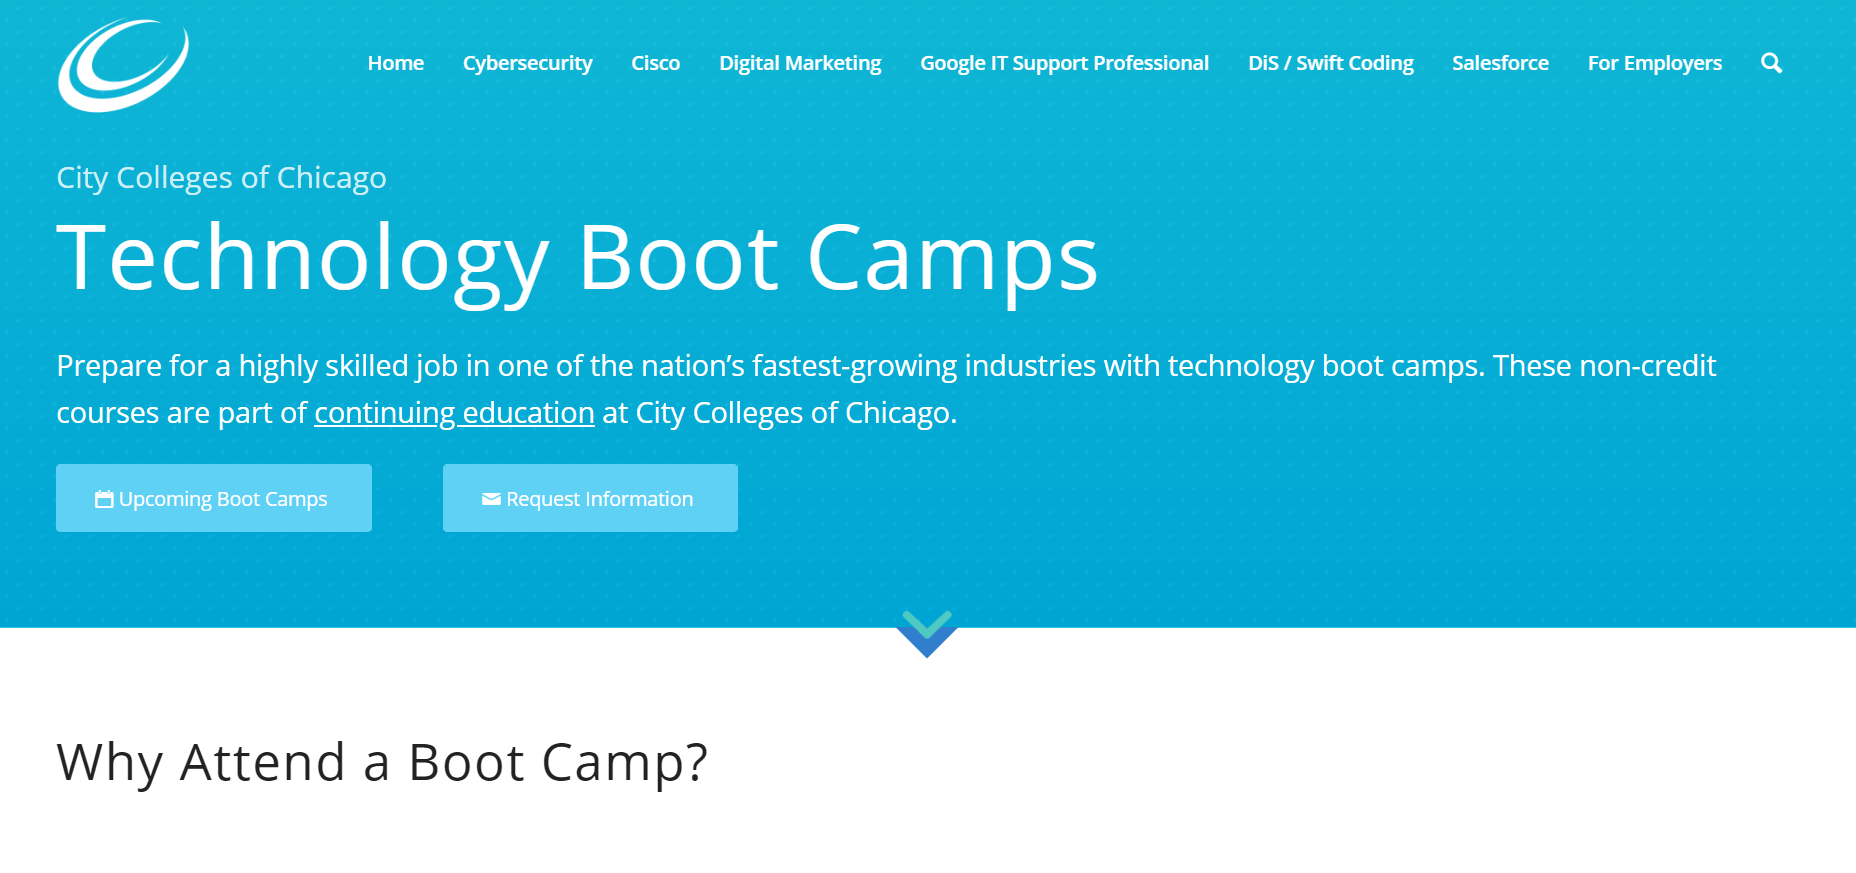 Home Cybersecurity Cisco Digital Marketing Google IT Support Professional DiS / Swift Coding Salesforce For Employers
City Colleges of Chicago
Technology Boot Camps
Prepare for a highly skilled job in one of the nation’s fastest-growing industries with technology boot camps. These non-credit
courses are part of continuing education at City Colleges of Chicago.
Upcoming Boot Camps Request Information
Why Attend a Boot Camp?